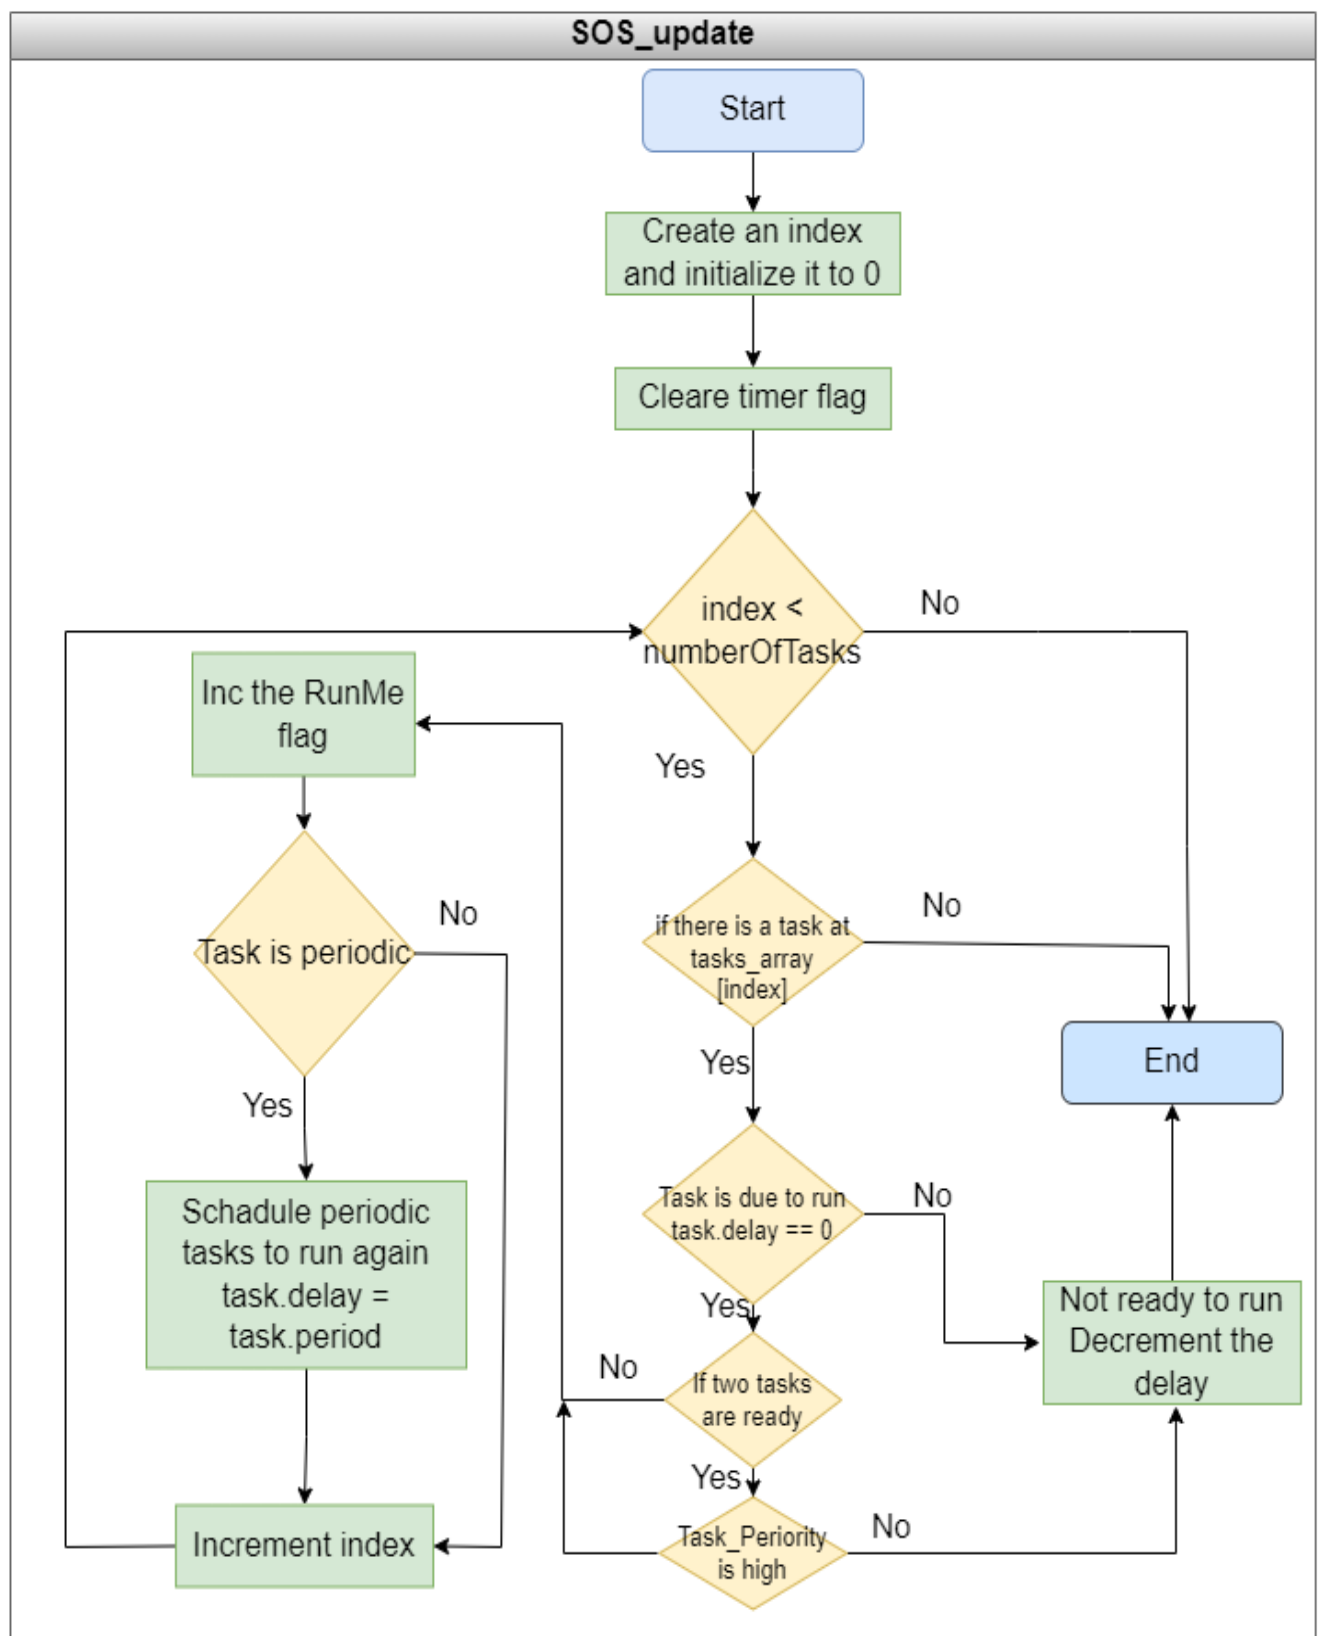 SOS_update
Start
Create an index
and initialize it to 0
Cleare timer flag
index <
numberOfTasks
No
Yes
Inc the RunMe
flag
Task is periodic
No
Yes
Schadule periodic
tasks to run again
task.delay =
task.period
Increment index
if there is a task at
tasks_array
[index]
No
Yes
End
Task is due to run
task.delay == 0
No
Yes
Not ready to run
Decrement the
delay
If two tasks
are ready
No
Yes
Task_Periority
is high
No